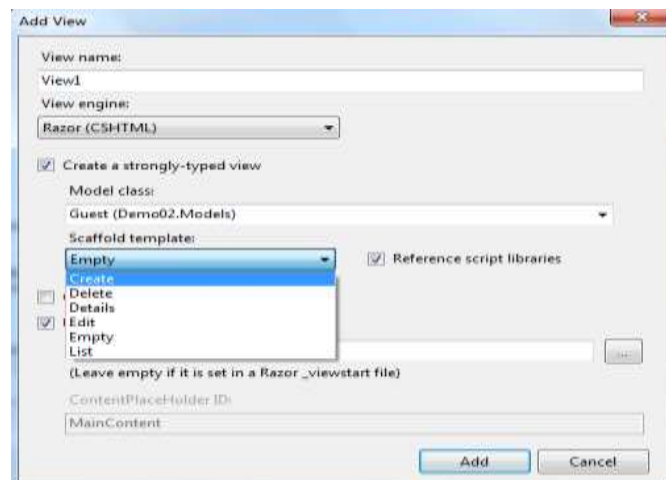 Add View
View name:
View1
View engine:
Razor (CSHTML)
Create a strongly-typed view
Model class:
Guest (Demo02.Models)
Scaffold template:
Empty
Reference script libraries
Create
Delete
Details
Edit
Empty
List
...
(Leave empty if it is set in a Razor _viewstart file)
ContentPlaceHolder ID:
MainContent
Add
Cancel